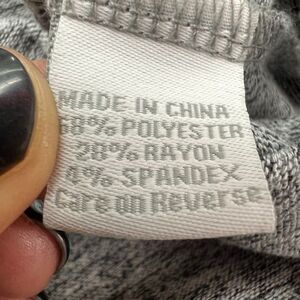 MADE IN CHINA
68% POLYESTER
28% RAYON
4% SPANDEX
Care on Reverse